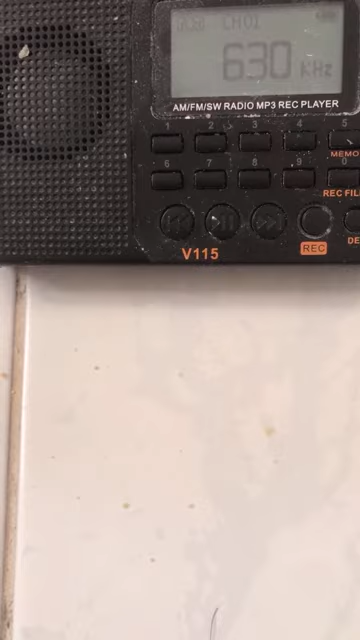 CH01
630 KHz
AM/FM/SW RADIO MP3 REC PLAYER
1 2 3 4 5
MEMO
6 7 8 9 0
REC FIL
V115 REC DE